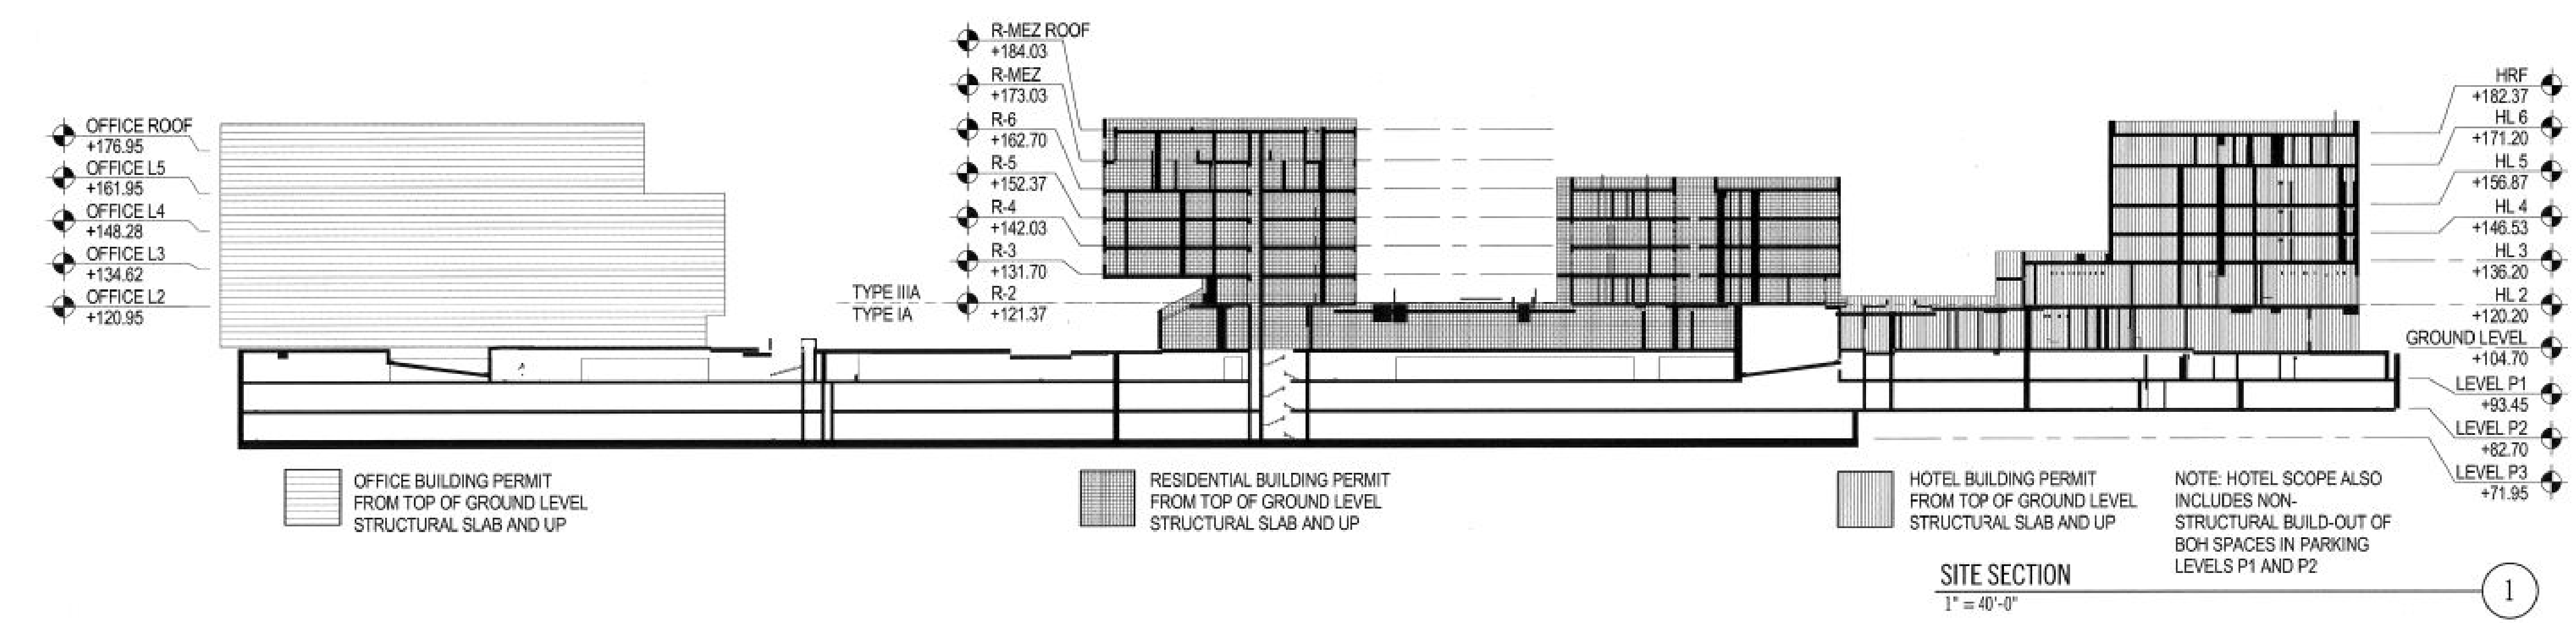 OFFICE ROOF
+176.95
OFFICE L5
+161.95
OFFICE L4
+148.28
OFFICE L3
+134.62
OFFICE L2
+120.95
R-MEZ ROOF
+184.03
R-MEZ
+173.03
R-6
+162.70
R-5
+152.37
R-4
+142.03
R-3
+131.70
TYPE IIIA
TYPE IA
R-2
+121.37
HRF
+182.37
HL 6
+171.20
HL 5
+156.87
HL 4
+146.53
HL 3
+136.20
HL 2
+120.20
GROUND LEVEL
+104.70
LEVEL P1
+93.45
LEVEL P2
+82.70
LEVEL P3
+71.95
OFFICE BUILDING PERMIT
FROM TOP OF GROUND LEVEL
STRUCTURAL SLAB AND UP
RESIDENTIAL BUILDING PERMIT
FROM TOP OF GROUND LEVEL
STRUCTURAL SLAB AND UP
HOTEL BUILDING PERMIT
FROM TOP OF GROUND LEVEL
STRUCTURAL SLAB AND UP
NOTE: HOTEL SCOPE ALSO
INCLUDES NON-
STRUCTURAL BUILD-OUT OF
BOH SPACES IN PARKING
LEVELS P1 AND P2
SITE SECTION
1" = 40'-0"
1